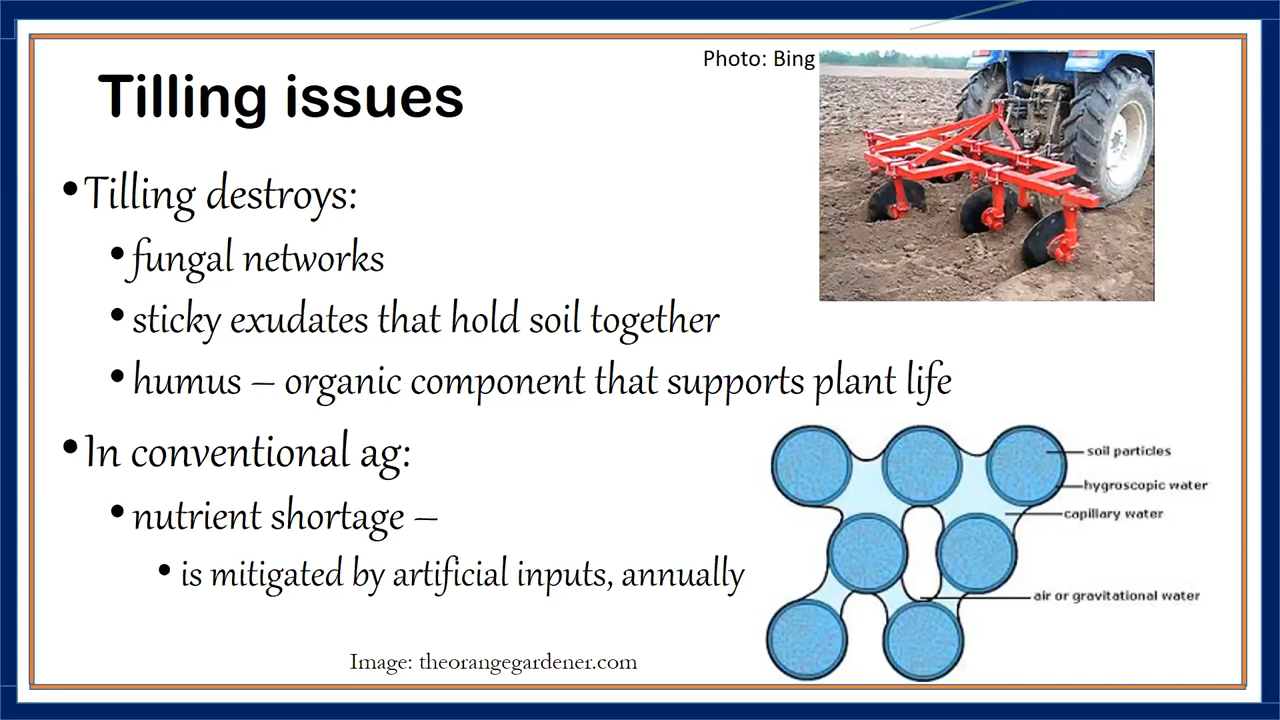 Photo: Bing
Tilling issues
•Tilling destroys:
•fungal networks
•sticky exudates that hold soil together
•humus – organic component that supports plant life
•In conventional ag:
•nutrient shortage –
•is mitigated by artificial inputs, annually
soil particles
hygroscopic water
capillary water
air or gravitational water
Image: theorangegardener.com